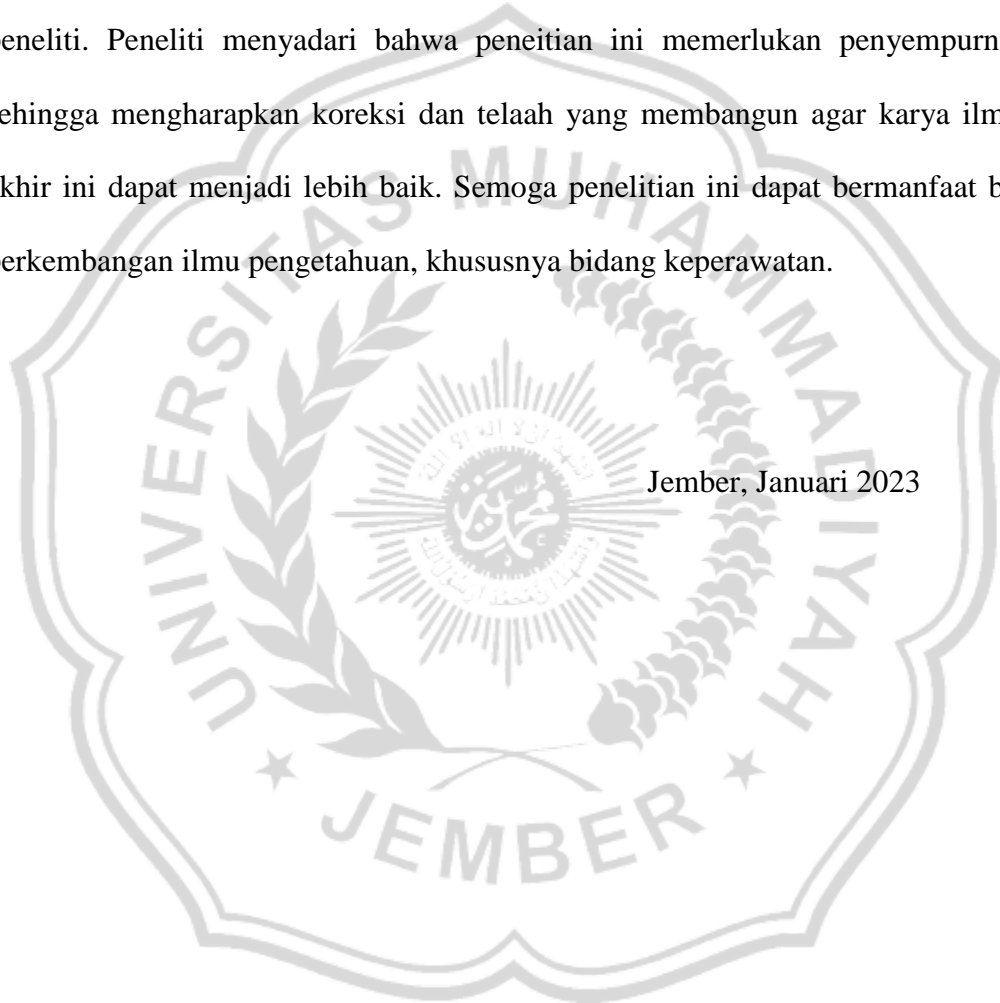 peneliti. Peneliti menyadari bahwa peneitian ini memerlukan penyempurn
ehingga mengharapkan koreksi dan telaah yang membangun agar karya ilm
khir ini dapat menjadi lebih baik. Semoga penelitian ini dapat bermanfaat b
perkembangan ilmu pengetahuan, khususnya bidang keperawatan.
UNIVERSITAS MUHAMMADIYAH
Jember, Januari 2023
JEMBER